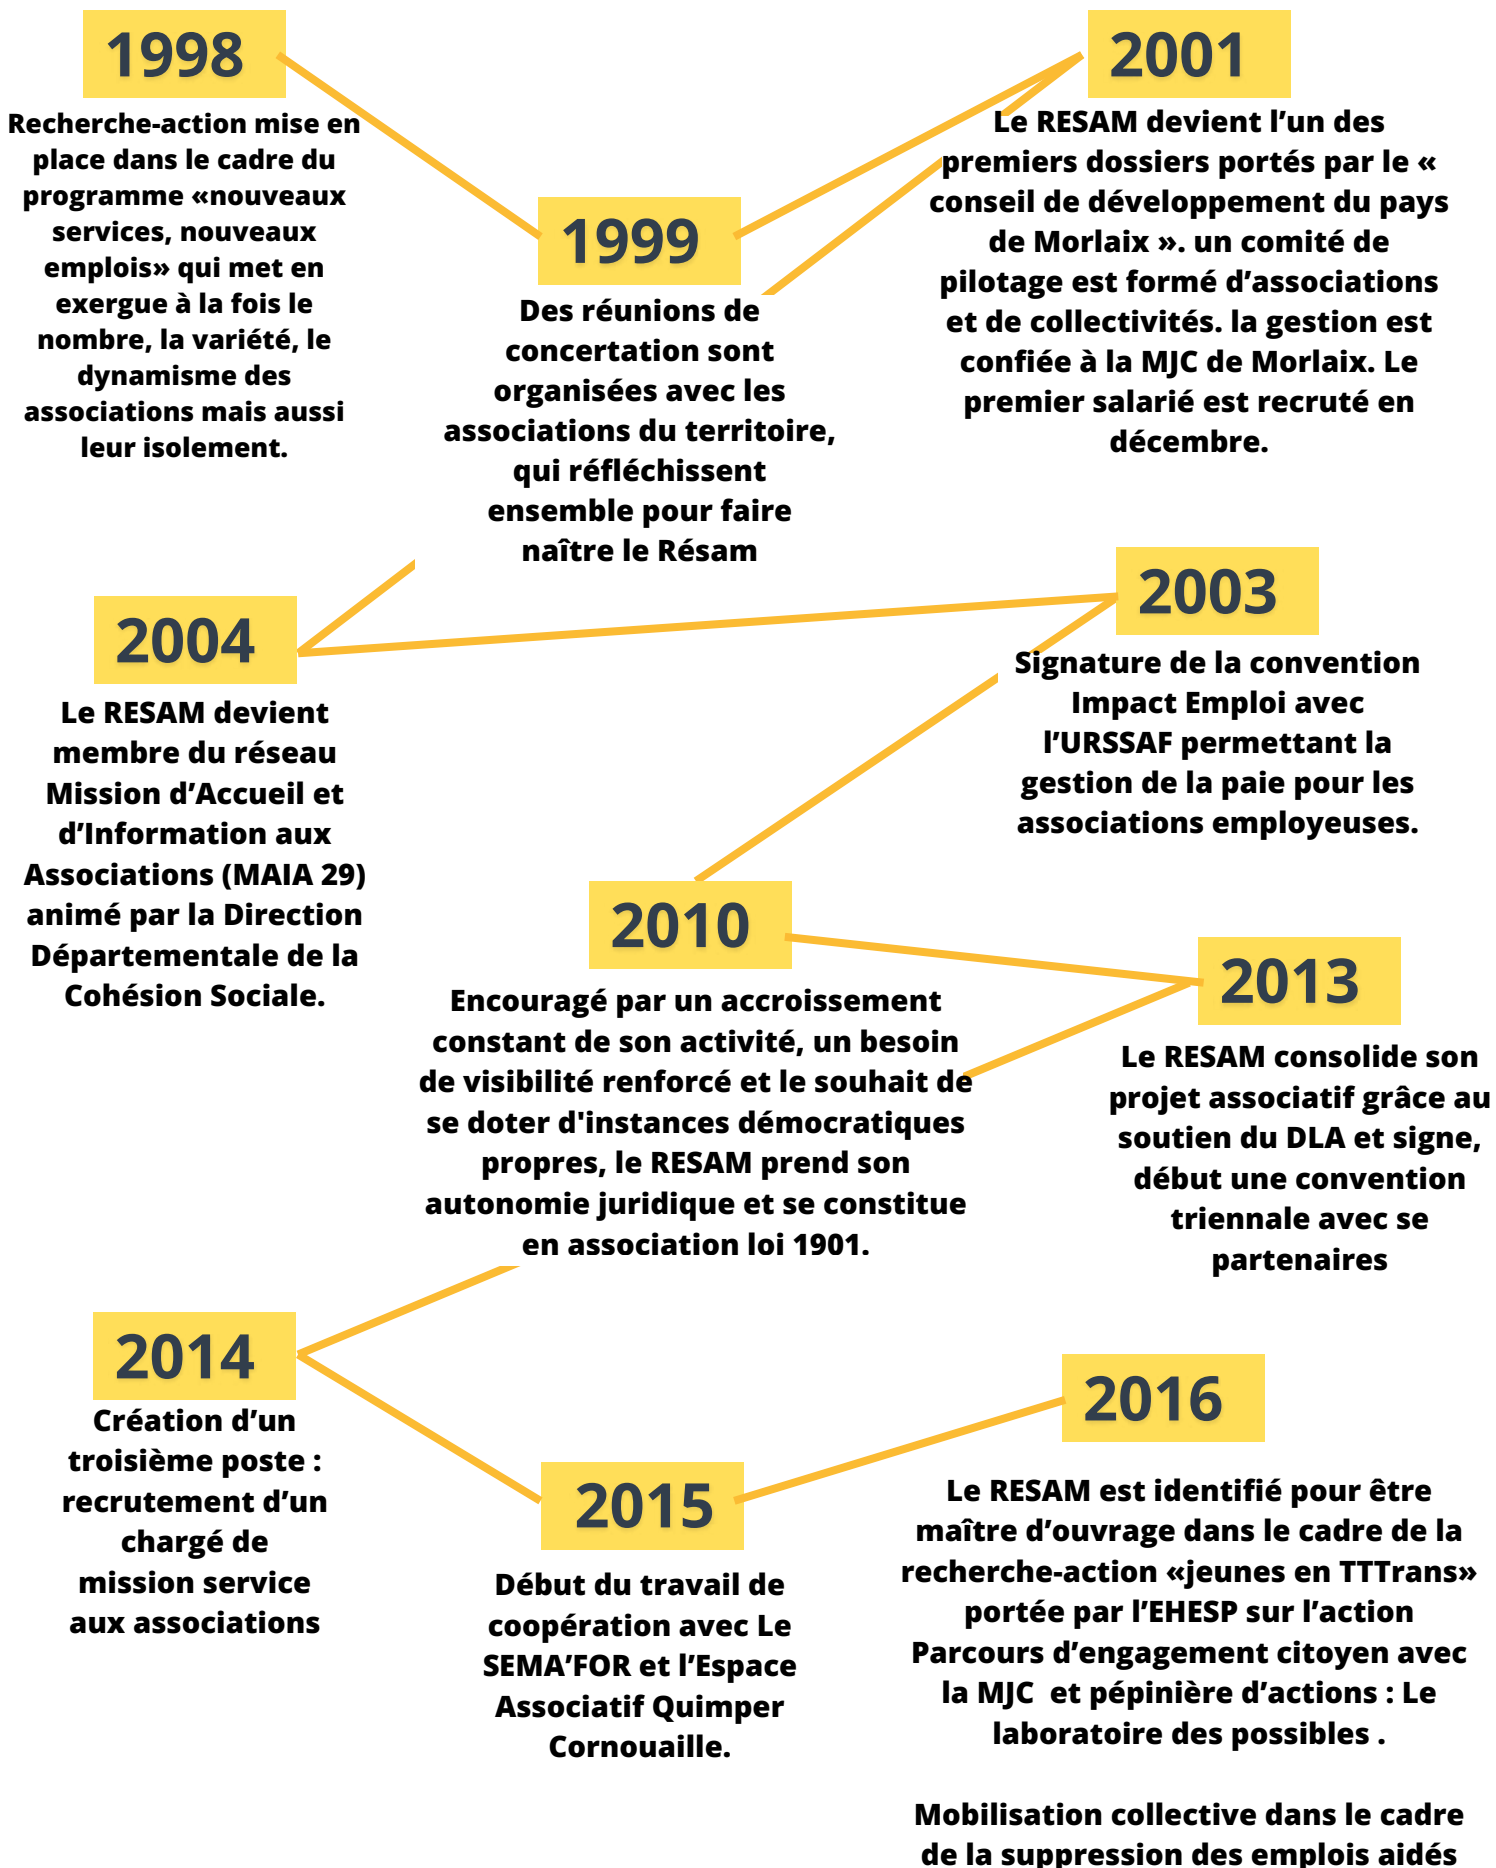 1998
Recherche-action mise en
place dans le cadre du
programme «nouveaux
services, nouveaux
emplois» qui met en
exergue à la fois le
nombre, la variété, le
dynamisme des
associations mais aussi
leur isolement.
1999
Des réunions de
concertation sont
organisées avec les
associations du territoire,
qui réfléchissent
ensemble pour faire
naître le Résam
2001
Le RESAM devient l’un des
premiers dossiers portés par le «
conseil de développement du pays
de Morlaix ». un comité de
pilotage est formé d’associations
et de collectivités. la gestion est
confiée à la MJC de Morlaix. Le
premier salarié est recruté en
décembre.
2003
Signature de la convention
Impact Emploi avec
l’URSSAF permettant la
gestion de la paie pour les
associations employeuses.
2004
Le RESAM devient
membre du réseau
Mission d’Accueil et
d’Information aux
Associations (MAIA 29)
animé par la Direction
Départementale de la
Cohésion Sociale.
2010
Encouragé par un accroissement
constant de son activité, un besoin
de visibilité renforcé et le souhait de
se doter d'instances démocratiques
propres, le RESAM prend son
autonomie juridique et se constitue
en association loi 1901.
2013
Le RESAM consolide son
projet associatif grâce au
soutien du DLA et signe,
début une convention
triennale avec se
partenaires
2014
Création d’un
troisième poste :
recrutement d’un
chargé de
mission service
aux associations
2015
Début du travail de
coopération avec Le
SEMA’FOR et l’Espace
Associatif Quimper
Cornouaille.
2016
Le RESAM est identifié pour être
maître d’ouvrage dans le cadre de la
recherche-action «jeunes en TTTrans»
portée par l’EHESP sur l’action
Parcours d’engagement citoyen avec
la MJC  et pépinière d’actions : Le
laboratoire des possibles .
Mobilisation collective dans le cadre
de la suppression des emplois aidés